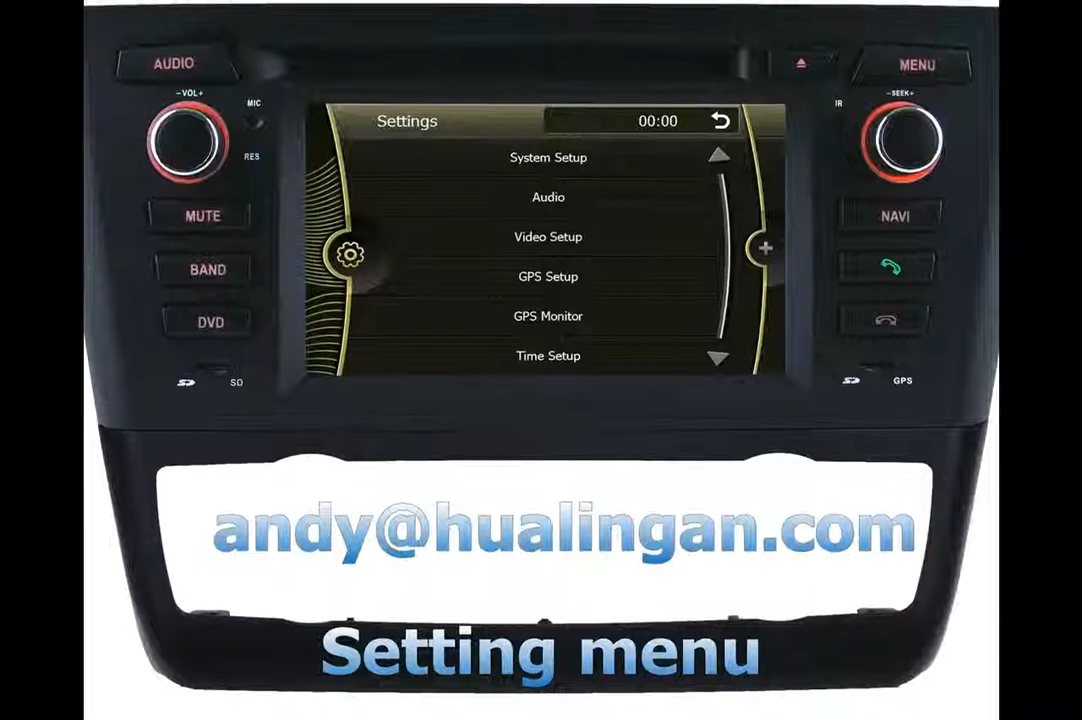 AUDIO
MENU
−VOL+
−SEEK+
MIC
IR
Settings
00:00
System Setup
RES
Audio
MUTE
NAVI
Video Setup
BAND
GPS Setup
DVD
GPS Monitor
Time Setup
SD
GPS
andy@hualingan.com
Setting menu